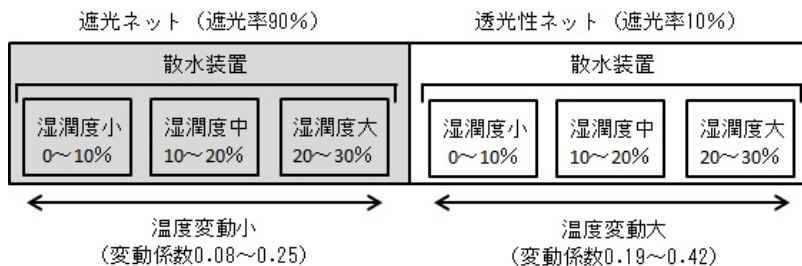 遮光ネット（遮光率90%） 透光性ネット（遮光率10%）
散水装置 散水装置
湿潤度小 湿潤度中 湿潤度大 湿潤度小 湿潤度中 湿潤度大
0～10% 10～20% 20～30% 0～10% 10～20% 20～30%
温度変動小 温度変動大
（変動係数0.08～0.25） （変動係数0.19～0.42）